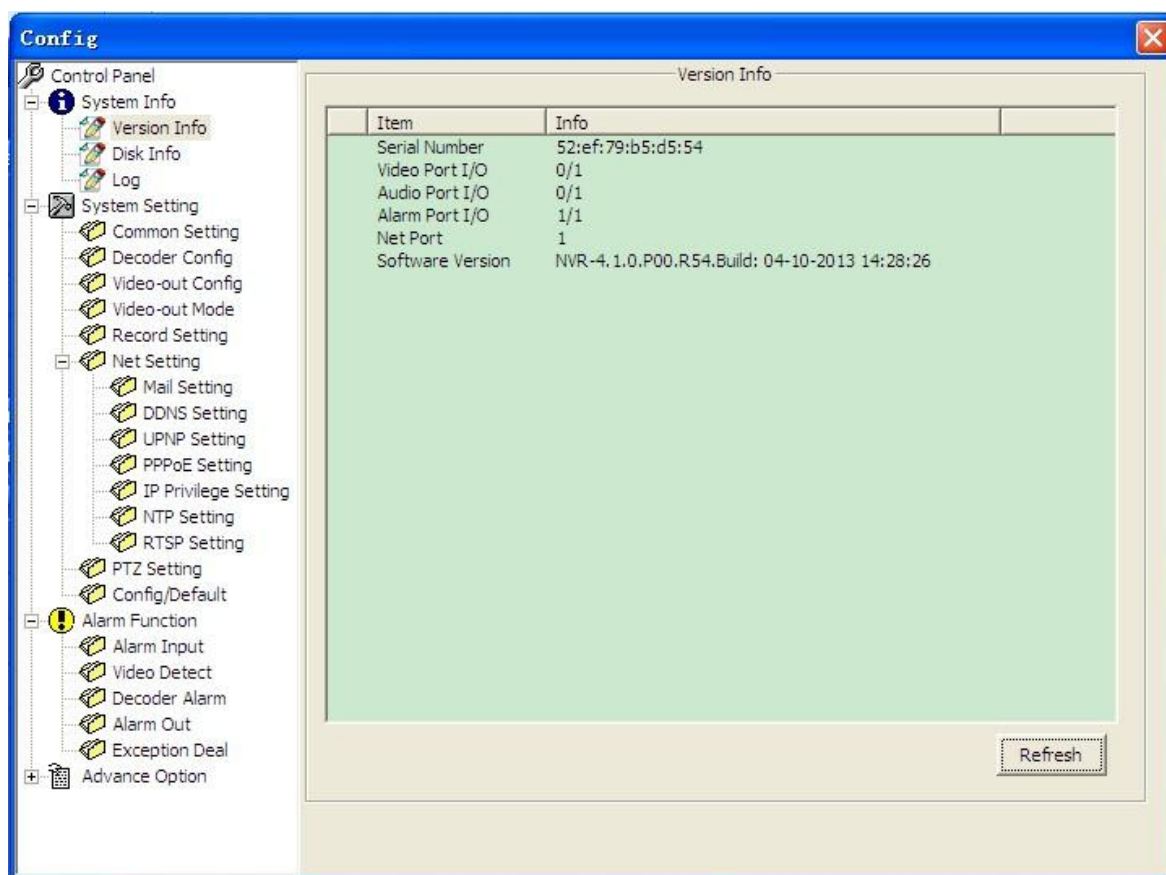 Config
Control Panel
System Info
Version Info
Disk Info
Log
System Setting
Common Setting
Decoder Config
Video-out Config
Video-out Mode
Record Setting
Net Setting
Mail Setting
DDNS Setting
UPNP Setting
PPPoE Setting
IP Privilege Setting
NTP Setting
RTSP Setting
PTZ Setting
Config/Default
Alarm Function
Alarm Input
Video Detect
Decoder Alarm
Alarm Out
Exception Deal
Advance Option
Version Info
Item Info
Serial Number 52:ef:79:b5:d5:54
Video Port I/O 0/1
Audio Port I/O 0/1
Alarm Port I/O 1/1
Net Port 1
Software Version NVR-4.1.0.P00.R54.Build: 04-10-2013 14:28:26
Refresh